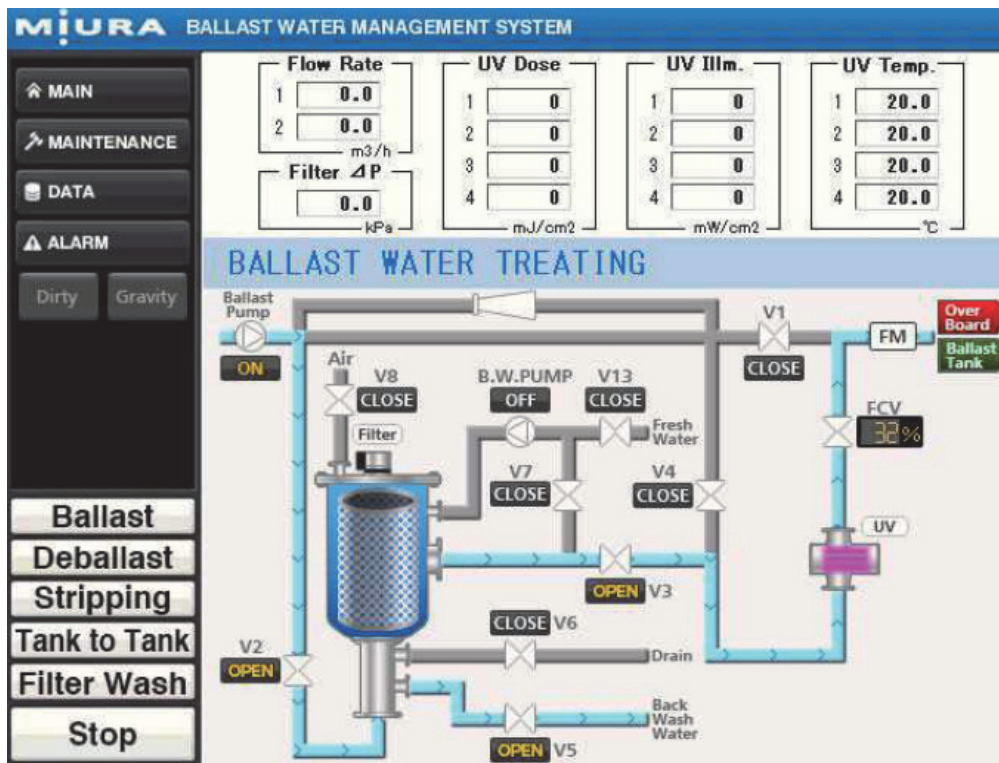 MIURA BALLAST WATER MANAGEMENT SYSTEM
MAIN
MAINTENANCE
DATA
ALARM
Dirty Gravity
Ballast
Deballast
Stripping
Tank to Tank
Filter Wash
Stop
Flow Rate
1 0.0
2 0.0
m3/h
Filter ⊿P
0.0
kPa
UV Dose
1 0
2 0
3 0
4 0
mJ/cm2
UV Illm.
1 0
2 0
3 0
4 0
mW/cm2
UV Temp.
1 20.0
2 20.0
3 20.0
4 20.0
℃
BALLAST WATER TREATING
Ballast
Pump
ON
Air
V8
CLOSE
Filter
B.W.PUMP
OFF
V13
CLOSE
Fresh
Water
V1
CLOSE
FM
Over
Board
Ballast
Tank
FCV
32%
V7
CLOSE
V4
CLOSE
UV
OPEN V3
CLOSE V6
Drain
V2
OPEN
Back
Wash
Water
OPEN V5